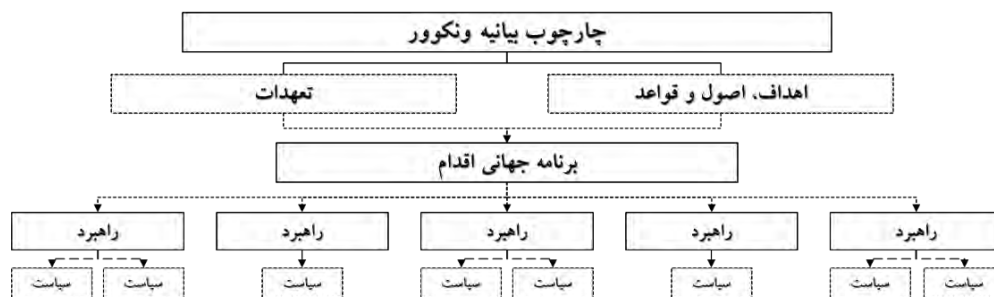 چارچوب بیانیه ونکوور
اهداف، اصول و قواعد
تعهدات
برنامه جهانی اقدام
راهبرد
راهبرد
راهبرد
راهبرد
راهبرد
سیاست
سیاست
سیاست
سیاست
سیاست
سیاست
سیاست
سیاست